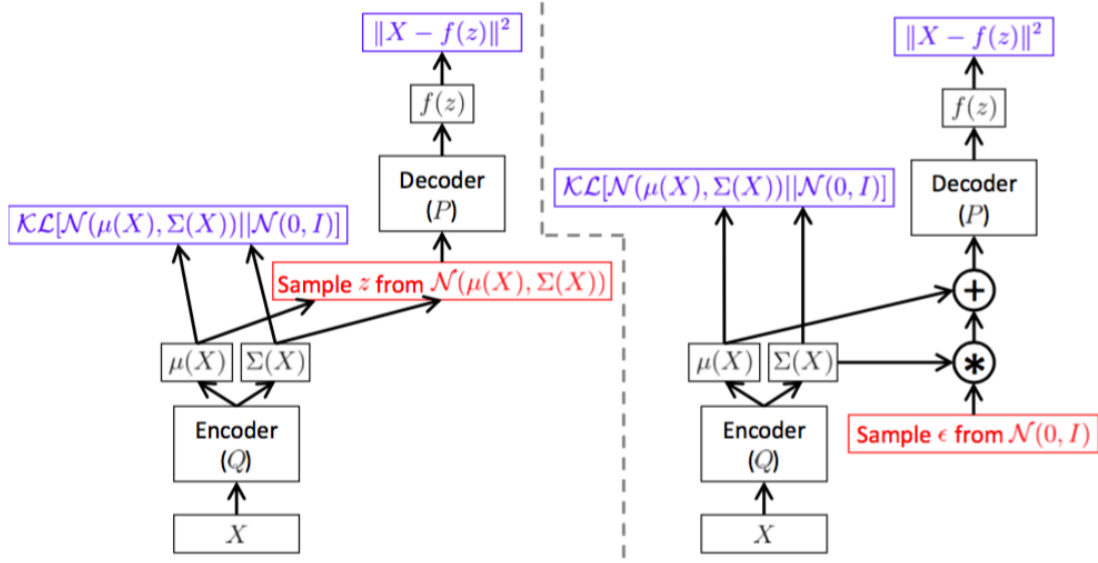 ‖X − f(z)‖²
f(z)
Decoder
(P)
𝒦ℒ[𝒩(μ(X), Σ(X))||𝒩(0, I)]
Sample z from 𝒩(μ(X), Σ(X))
μ(X)
Σ(X)
Encoder
(Q)
X
‖X − f(z)‖²
f(z)
Decoder
(P)
𝒦ℒ[𝒩(μ(X), Σ(X))||𝒩(0, I)]
+
μ(X)
Σ(X)
*
Encoder
(Q)
Sample ϵ from 𝒩(0, I)
X